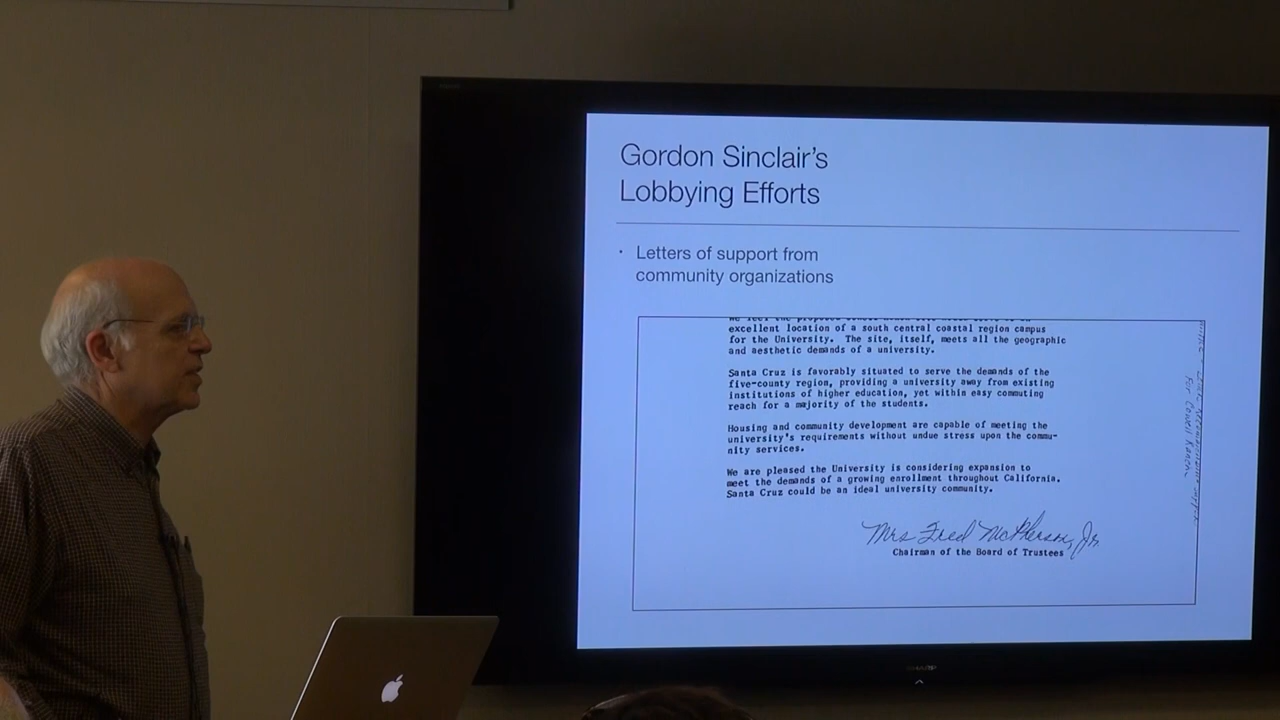 Gordon Sinclair's
Lobbying Efforts
· Letters of support from
community organizations
excellent location of a south central coastal region campus
for the University. The site, itself, meets all the geographic
and aesthetic demands of a university.
Santa Cruz is favorably situated to serve the demands of the
five-county region, providing a university away from existing
institutions of higher education, yet within easy commuting
reach for a majority of the students.
Housing and community development are capable of meeting the
university's requirements without undue stress upon the commu-
nity services.
We are pleased the University is considering expansion to
meet the demands of a growing enrollment throughout California.
Santa Cruz could be an ideal university community.
Mrs Fred McPherson, Jr.
Chairman of the Board of Trustees
SHARP